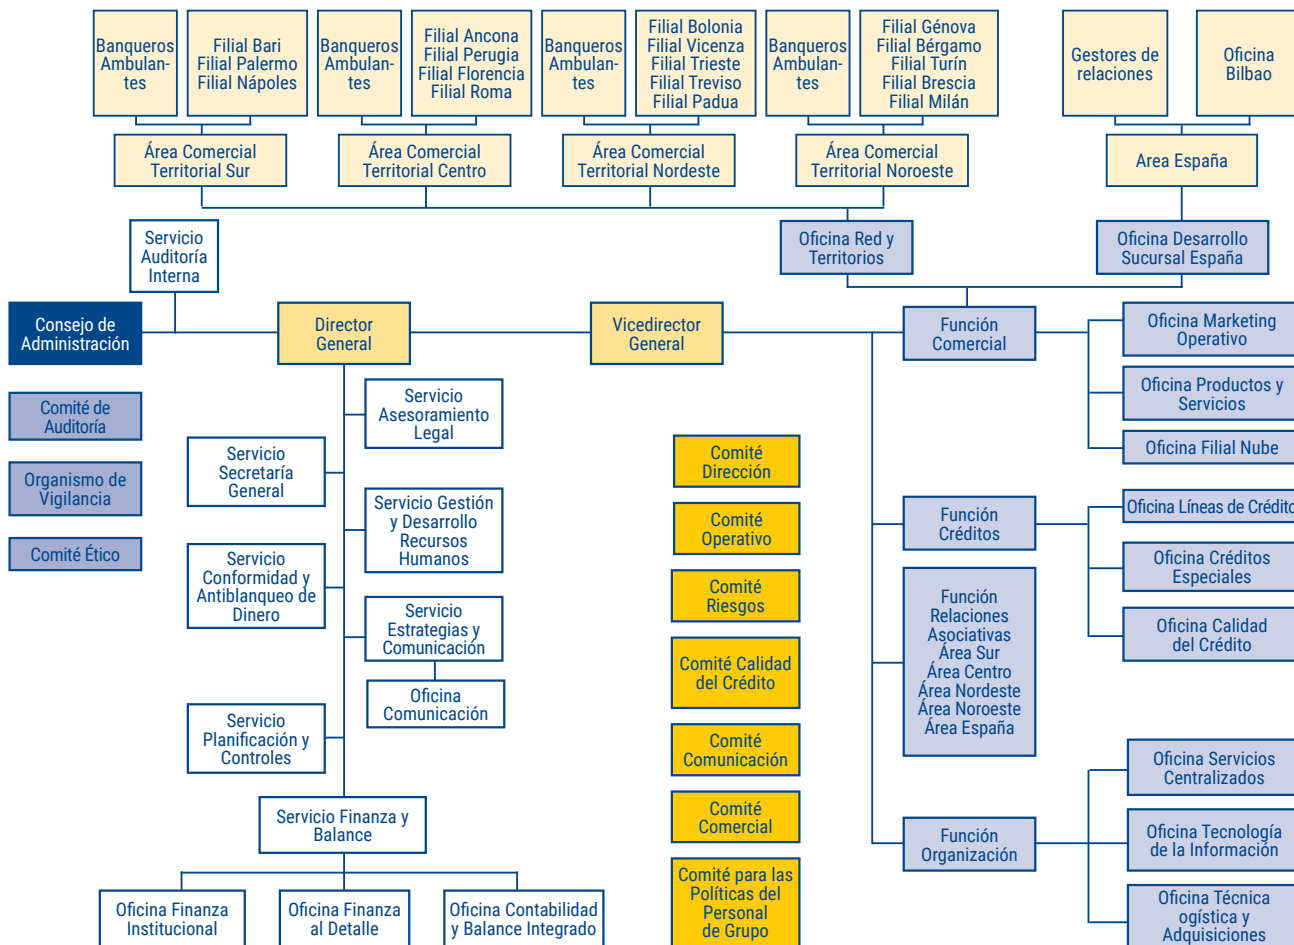 Banqueros
Ambulan-
tes
Filial Bari
Filial Palermo
Filial Nápoles
Banqueros
Ambulan-
tes
Filial Ancona
Filial Perugia
Filial Florencia
Filial Roma
Banqueros
Ambulan-
tes
Filial Bolonia
Filial Vicenza
Filial Trieste
Filial Treviso
Filial Padua
Banqueros
Ambulan-
tes
Filial Génova
Filial Bérgamo
Filial Turín
Filial Brescia
Filial Milán
Gestores de
relaciones
Oficina
Bilbao
Área Comercial
Territorial Sur
Área Comercial
Territorial Centro
Área Comercial
Territorial Nordeste
Área Comercial
Territorial Noroeste
Area España
Servicio
Auditoría
Interna
Oficina Red y
Territorios
Oficina Desarrollo
Sucursal España
Consejo de
Administración
Director
General
Vicedirector
General
Función
Comercial
Oficina Marketing
Operativo
Oficina Productos y
Servicios
Oficina Filial Nube
Comité de
Auditoría
Organismo de
Vigilancia
Comité Ético
Servicio
Asesoramiento
Legal
Servicio
Secretaría
General
Servicio Gestión
y Desarrollo
Recursos
Humanos
Servicio
Conformidad y
Antiblanqueo de
Dinero
Servicio
Estrategias y
Comunicación
Oficina
Comunicación
Servicio
Planificación y
Controles
Servicio Finanza y
Balance
Oficina Finanza
Institucional
Oficina Finanza
al Detalle
Oficina Contabilidad
y Balance Integrado
Comité
Dirección
Comité
Operativo
Comité
Riesgos
Comité Calidad
del Crédito
Comité
Comunicación
Comité
Comercial
Comité para las
Políticas del
Personal
de Grupo
Función
Créditos
Oficina Líneas de Crédito
Oficina Créditos
Especiales
Oficina Calidad
del Crédito
Función
Relaciones
Asociativas
Área Sur
Área Centro
Área Nordeste
Área Noroeste
Área España
Función
Organización
Oficina Servicios
Centralizados
Oficina Tecnología
de la Información
Oficina Técnica
ogística y
Adquisiciones